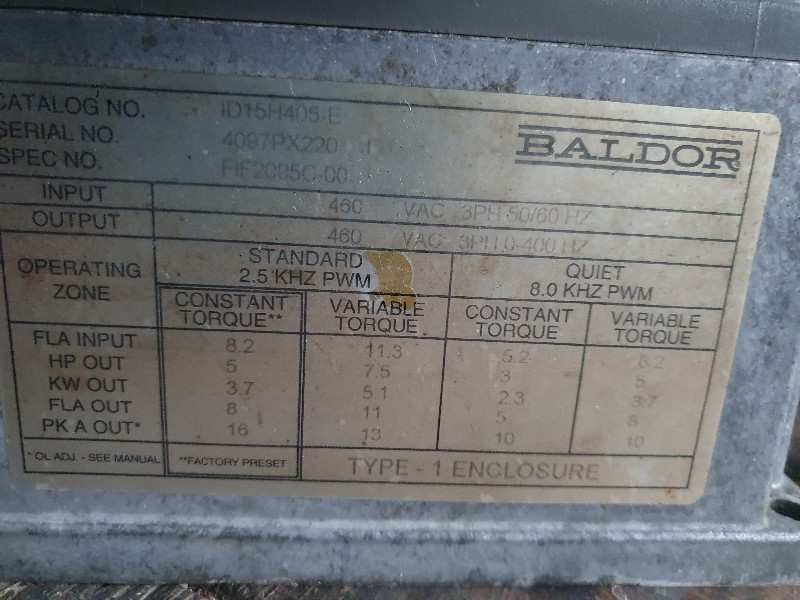 CATALOG NO. ID15H405-E
SERIAL NO. 4097PX220 J
SPEC NO. FIF2005C-00
BALDOR
INPUT 460 VAC 3PH 50/60 HZ
OUTPUT 460 VAC 3PH 0-400 HZ
OPERATING ZONE
STANDARD
2.5 KHZ PWM
QUIET
8.0 KHZ PWM
CONSTANT TORQUE**
VARIABLE TORQUE
CONSTANT TORQUE
VARIABLE TORQUE
FLA INPUT 8.2 11.3 5.2 8.2
HP OUT 5 7.5 3 5
KW OUT 3.7 5.1 2.3 3.7
FLA OUT 8 11 5 8
PK A OUT* 16 13 10 10
* OL ADJ. - SEE MANUAL
**FACTORY PRESET
TYPE - 1 ENCLOSURE